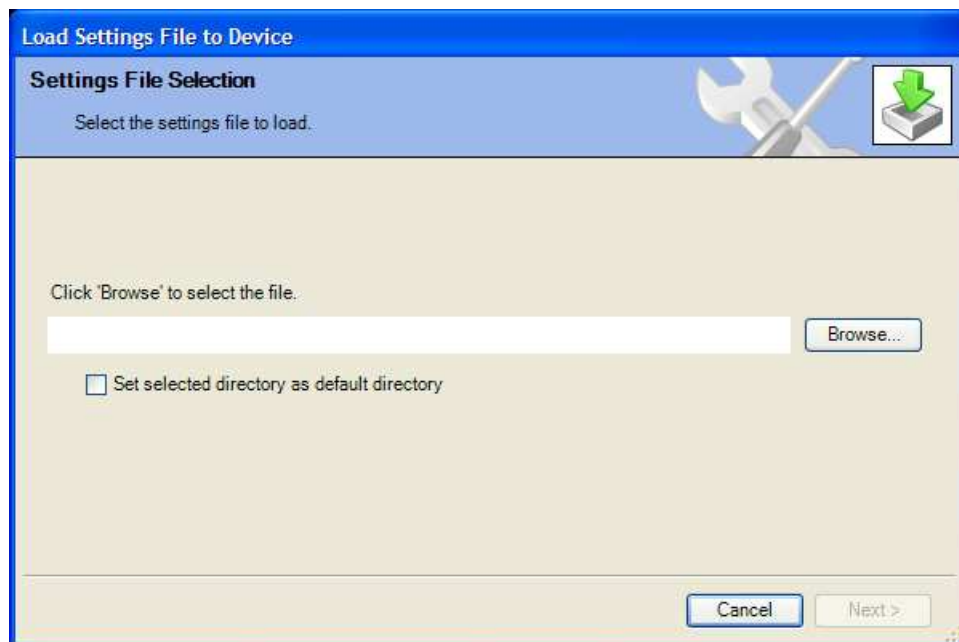 Load Settings File to Device
Settings File Selection
Select the settings file to load.
Click 'Browse' to select the file.
Browse...
Set selected directory as default directory
Cancel
Next >